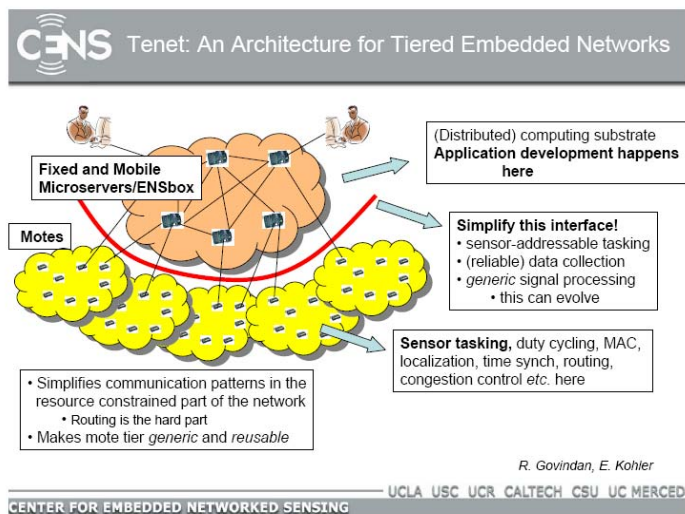 CENS
Tenet: An Architecture for Tiered Embedded Networks
Fixed and Mobile
Microservers/ENSbox
(Distributed) computing substrate
Application development happens
here
Motes
Simplify this interface!
• sensor-addressable tasking
• (reliable) data collection
• generic signal processing
• this can evolve
Sensor tasking, duty cycling, MAC,
localization, time synch, routing,
congestion control etc. here
• Simplifies communication patterns in the
resource constrained part of the network
• Routing is the hard part
• Makes mote tier generic and reusable
R. Govindan, E. Kohler
UCLA USC UCR CALTECH CSU UC MERCED
CENTER FOR EMBEDDED NETWORKED SENSING